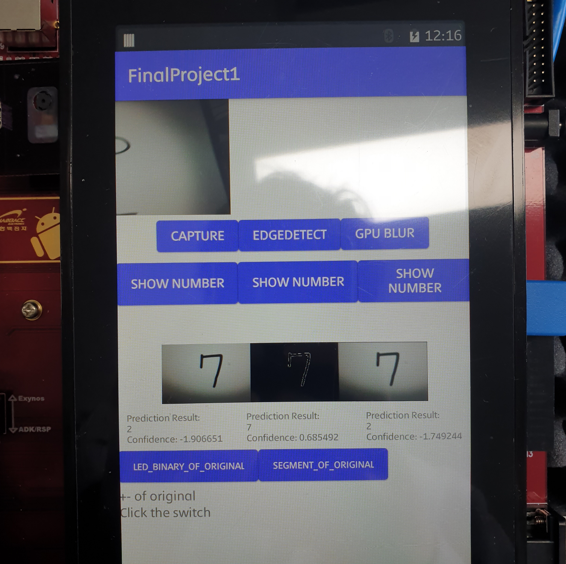 12:16
FinalProject1
CAPTURE
EDGEDETECT
GPU BLUR
SHOW NUMBER
SHOW NUMBER
SHOW
NUMBER
7
7
7
Prediction Result:
2
Confidence: -1.906651
Prediction Result:
7
Confidence: 0.685492
Prediction Result:
2
Confidence: -1.749244
LED_BINARY_OF_ORIGINAL
SEGMENT_OF_ORIGINAL
+- of original
Click the switch
Exynos
ADK/RSP